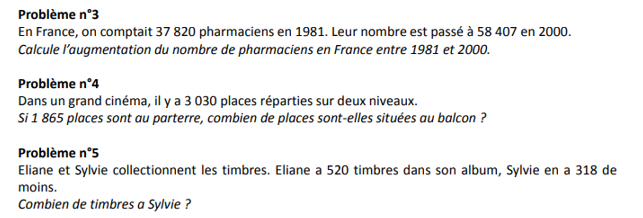 Problème n°3
En France, on comptait 37 820 pharmaciens en 1981. Leur nombre est passé à 58 407 en 2000.
Calcule l’augmentation du nombre de pharmaciens en France entre 1981 et 2000.
Problème n°4
Dans un grand cinéma, il y a 3 030 places réparties sur deux niveaux.
Si 1 865 places sont au parterre, combien de places sont-elles situées au balcon ?
Problème n°5
Eliane et Sylvie collectionnent les timbres. Eliane a 520 timbres dans son album, Sylvie en a 318 de
moins.
Combien de timbres a Sylvie ?